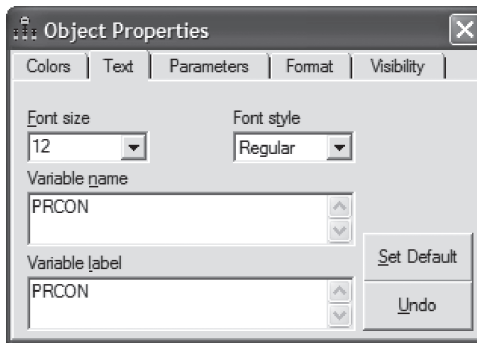 Object Properties
Colors Text Parameters Format Visibility
Font size Font style
12 Regular
Variable name
PRCON
Variable label
PRCON
Set Default
Undo